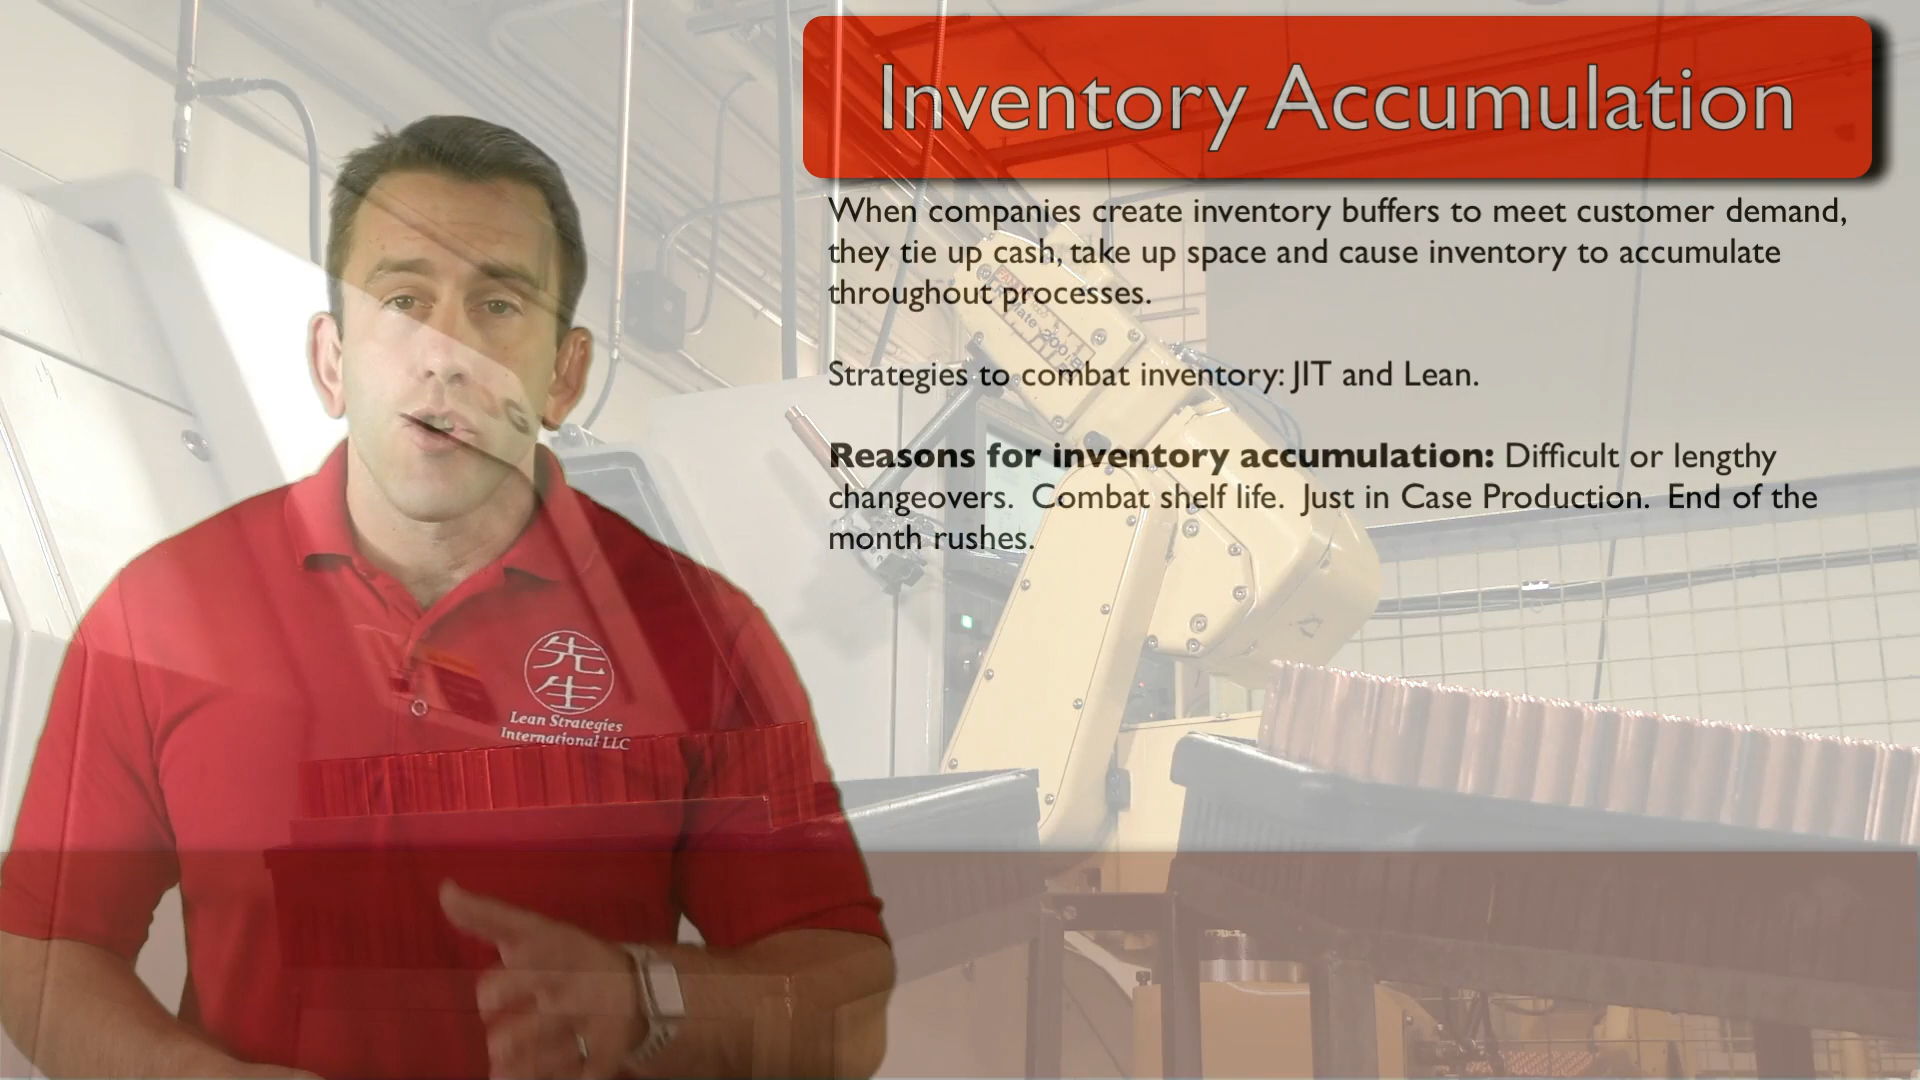 Inventory Accumulation
When companies create inventory buffers to meet customer demand,
they tie up cash, take up space and cause inventory to accumulate
throughout processes.
Strategies to combat inventory: JIT and Lean.
Reasons for inventory accumulation: Difficult or lengthy
changeovers. Combat shelf life. Just in Case Production. End of the
month rushes.
先
生
Lean Strategies
International LLC